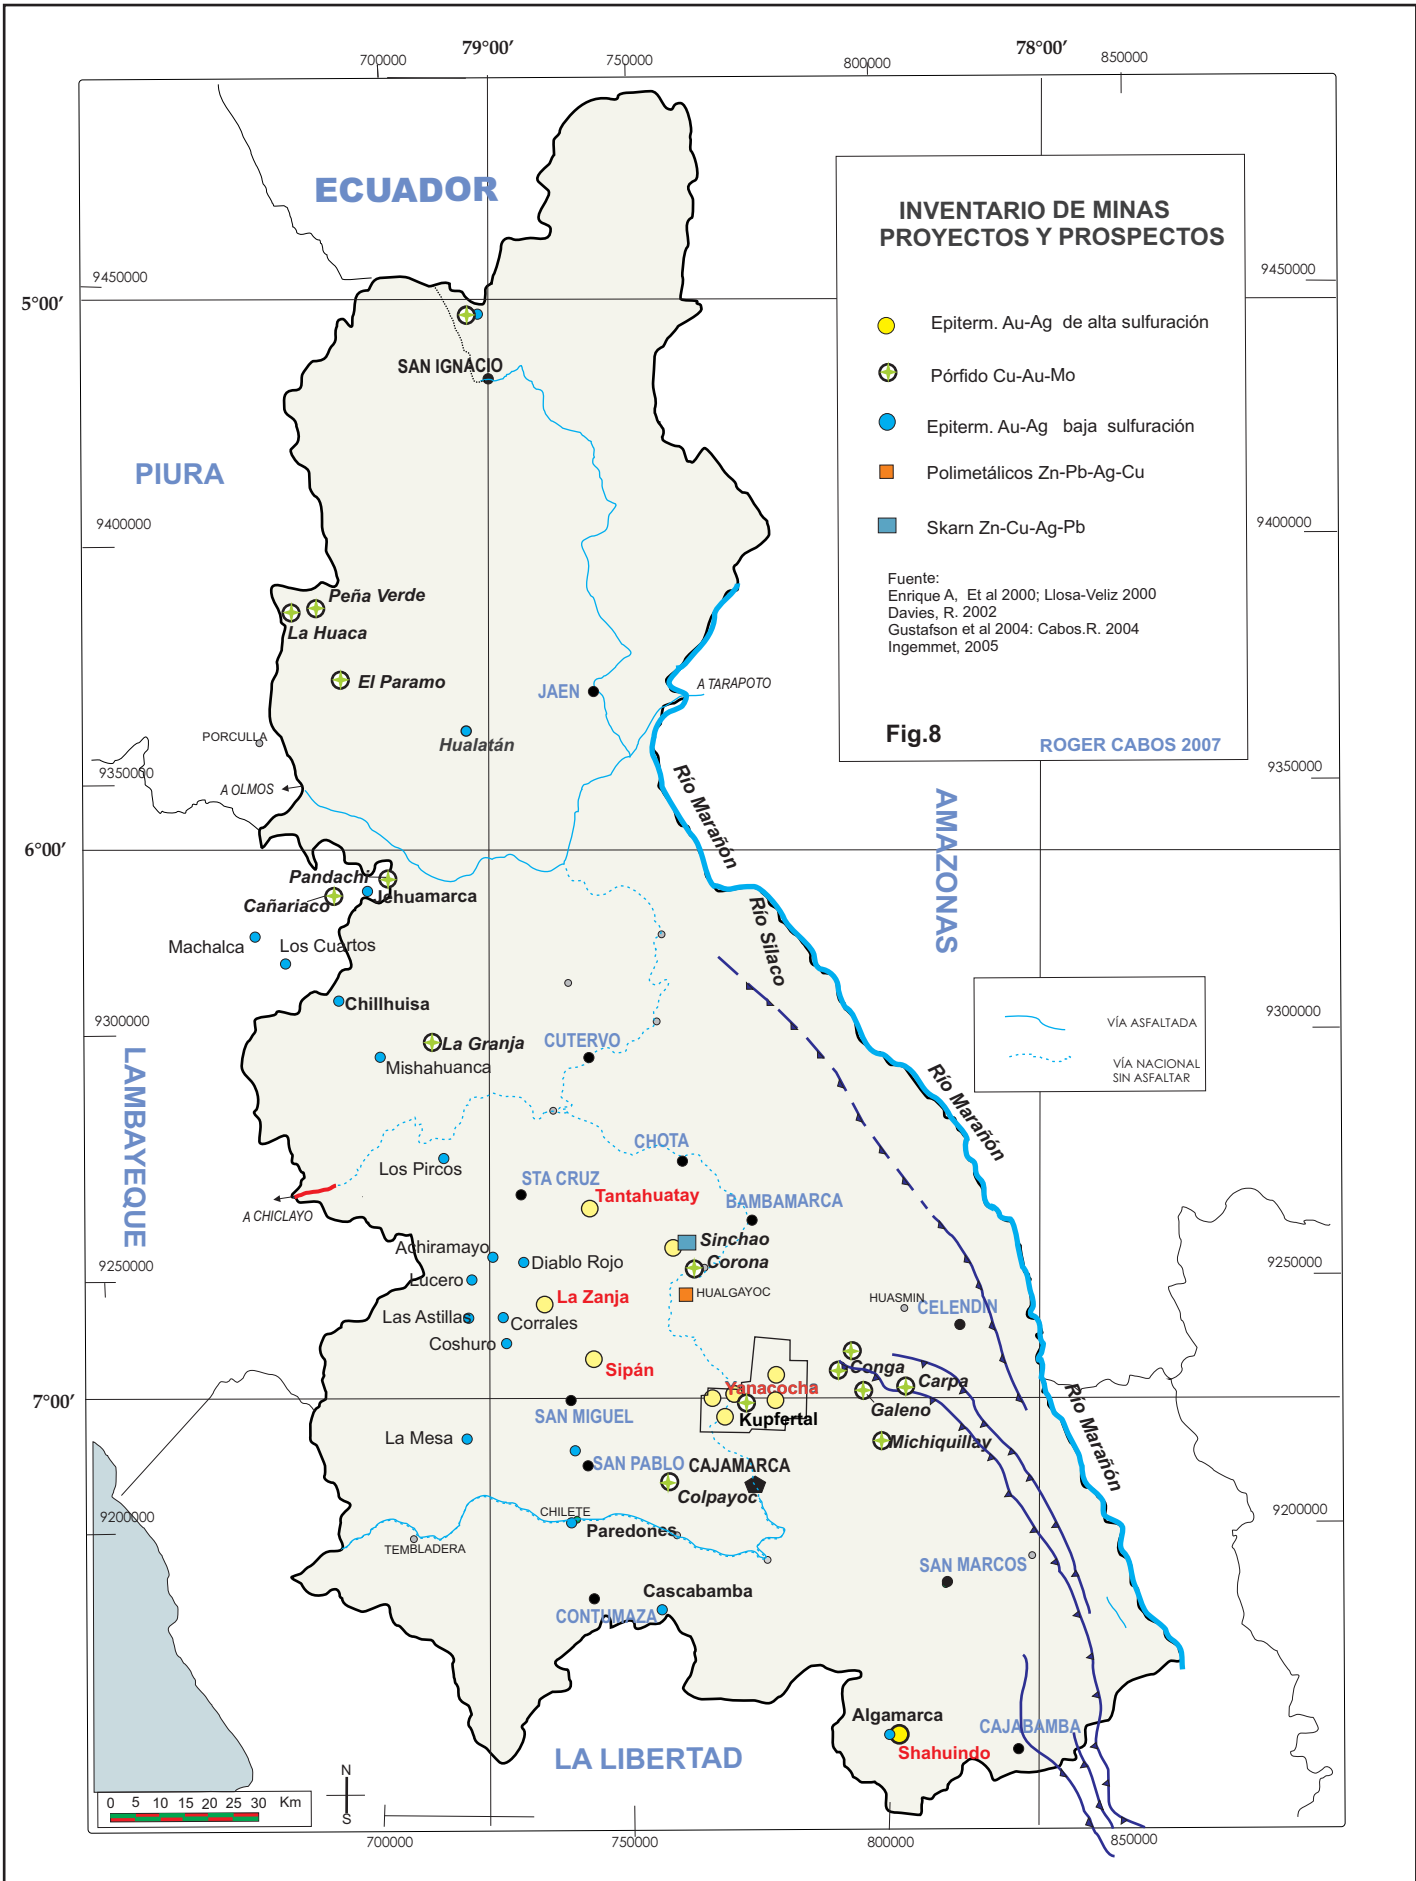 79°00'
78°00'
700000
750000
800000
850000
ECUADOR
INVENTARIO DE MINAS
PROYECTOS Y PROSPECTOS
Epiterm. Au-Ag de alta sulfuración
Pórfido Cu-Au-Mo
Epiterm. Au-Ag baja sulfuración
Polimetálicos Zn-Pb-Ag-Cu
Skarn Zn-Cu-Ag-Pb
Fuente:
Enrique A, Et al 2000; Llosa-Veliz 2000
Davies, R. 2002
Gustafson et al 2004: Cabos.R. 2004
Ingemmet, 2005
Fig.8
ROGER CABOS 2007
9450000
9450000
5°00'
SAN IGNACIO
PIURA
9400000
9400000
Peña Verde
La Huaca
El Paramo
JAEN
A TARAPOTO
PORCULLA
Hualatán
9350000
9350000
A OLMOS
Río Marañón
AMAZONAS
6°00'
Pandachi
Jehuamarca
Cañariaco
Machalca
Los Cuartos
Río Silaco
Chillhuisa
9300000
9300000
VÍA ASFALTADA
VÍA NACIONAL
SIN ASFALTAR
La Granja
CUTERVO
Mishahuanca
LAMBAYEQUE
Río Marañón
CHOTA
Los Pircos
STA CRUZ
Tantahuatay
BAMBAMARCA
A CHICLAYO
Sinchao
Achiramayo
Diablo Rojo
Corona
9250000
9250000
Lucero
HUALGAYOC
La Zanja
HUASMIN
CELENDIN
Las Astillas
Corrales
Coshuro
Sipán
Conga
Carpa
Yanacocha
7°00'
Galeno
Kupfertal
SAN MIGUEL
Río Marañón
La Mesa
Michiquillay
SAN PABLO
CAJAMARCA
Colpayoc
CHILETE
9200000
9200000
Paredones
TEMBLADERA
SAN MARCOS
Cascabamba
CONTUMAZA
Algamarca
CAJABAMBA
Shahuindo
LA LIBERTAD
N
S
0 5 10 15 20 25 30 Km
700000
750000
800000
850000